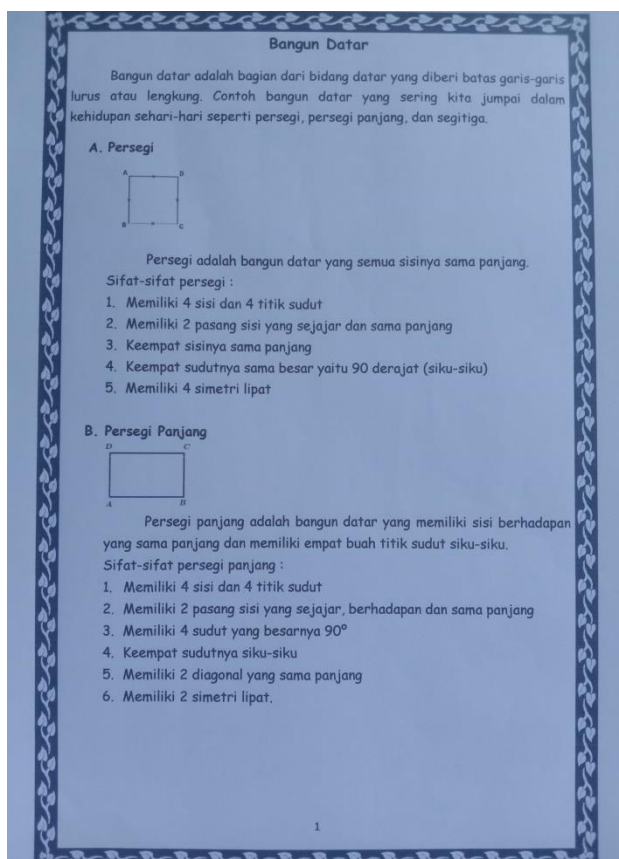 Bangun Datar
Bangun datar adalah bagian dari bidang datar yang diberi batas garis-garis
lurus atau lengkung. Contoh bangun datar yang sering kita jumpai dalam
kehidupan sehari-hari seperti persegi, persegi panjang, dan segitiga.
A. Persegi
A D
B C
Persegi adalah bangun datar yang semua sisinya sama panjang.
Sifat-sifat persegi :
1. Memiliki 4 sisi dan 4 titik sudut
2. Memiliki 2 pasang sisi yang sejajar dan sama panjang
3. Keempat sisinya sama panjang
4. Keempat sudutnya sama besar yaitu 90 derajat (siku-siku)
5. Memiliki 4 simetri lipat
B. Persegi Panjang
D C
A B
Persegi panjang adalah bangun datar yang memiliki sisi berhadapan
yang sama panjang dan memiliki empat buah titik sudut siku-siku.
Sifat-sifat persegi panjang :
1. Memiliki 4 sisi dan 4 titik sudut
2. Memiliki 2 pasang sisi yang sejajar, berhadapan dan sama panjang
3. Memiliki 4 sudut yang besarnya 90°
4. Keempat sudutnya siku-siku
5. Memiliki 2 diagonal yang sama panjang
6. Memiliki 2 simetri lipat.
1